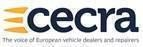 cecra
The voice of European vehicle dealers and repairers